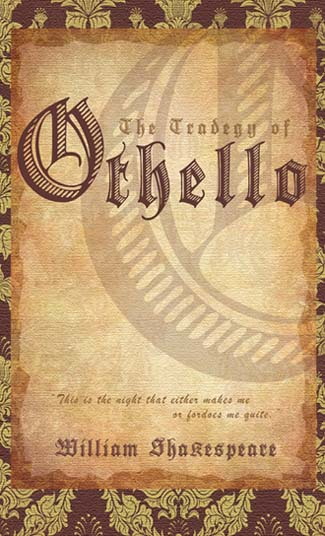 The Tradegy of
Othello
"This is the night that either makes me
or fordoes me quite.
William Shakespeare